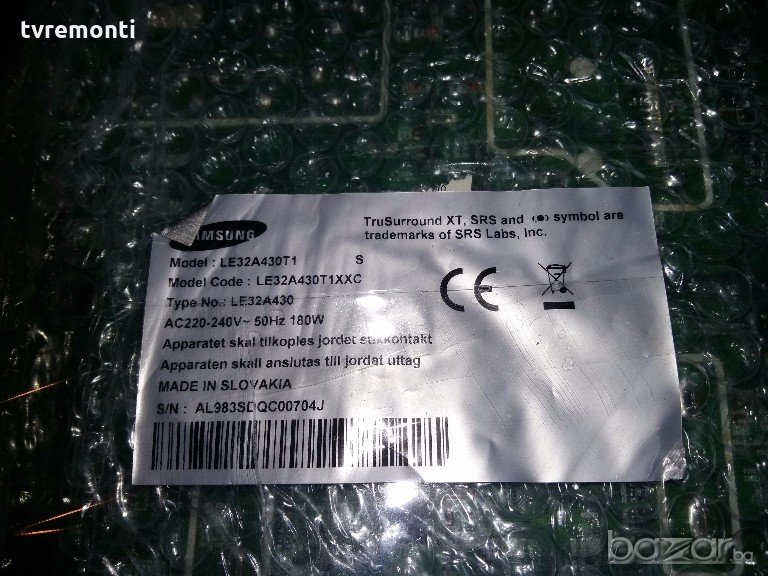 tvremonti
SAMSUNG
TruSurround XT, SRS and (●) symbol are
trademarks of SRS Labs, Inc.
Model : LE32A430T1 S
Model Code : LE32A430T1XXC
Type No.: LE32A430
AC220-240V~ 50Hz 180W
Apparatet skal tilkoples jordet stikkontakt
Apparaten skall anslutas till jordat uttag
MADE IN SLOVAKIA
S/N : AL983SDQC00704J
CE
bazar.bg